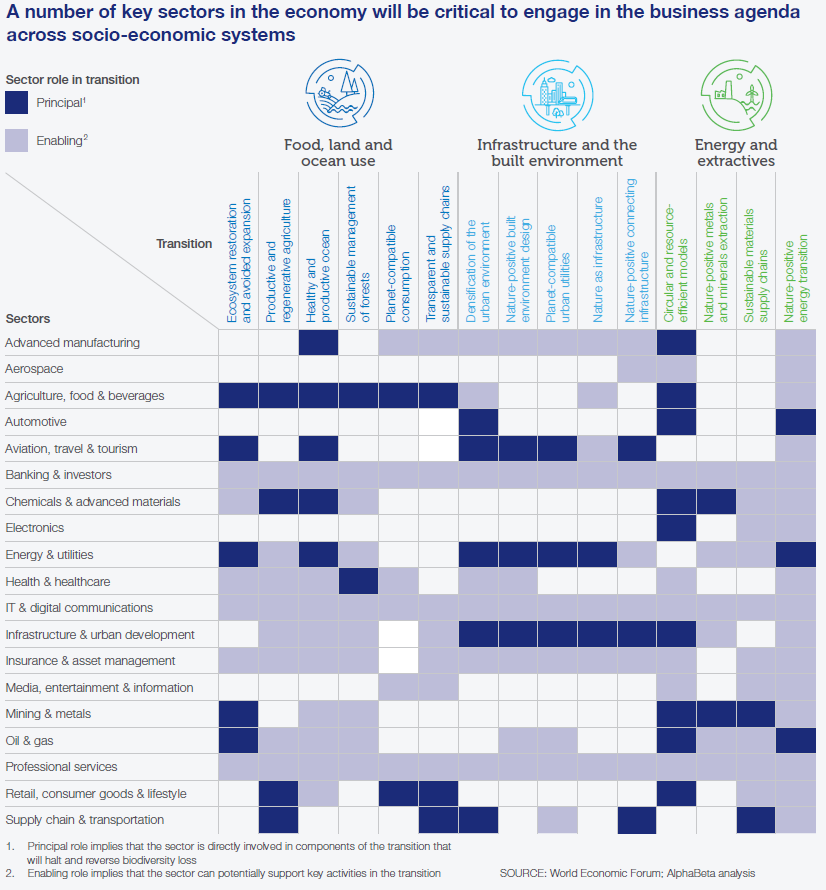 A number of key sectors in the economy will be critical to engage in the business agenda
across socio-economic systems
Sector role in transition
Principal1
Enabling2
Food, land and
ocean use
Infrastructure and the
built environment
Energy and
extractives
Transition
Sectors
Ecosystem restoration
and avoided expansion
Productive and
regenerative agriculture
Healthy and
productive ocean
Sustainable management
of forests
Planet-compatible
consumption
Transparent and
sustainable supply chains
Densification of the
urban environment
Nature-positive built
environment design
Planet-compatible
urban utilities
Nature as infrastructure
Nature-positive connecting
infrastructure
Circular and resource-
efficient models
Nature-positive metals
and minerals extraction
Sustainable materials
supply chains
Nature-positive
energy transition
Advanced manufacturing
Aerospace
Agriculture, food & beverages
Automotive
Aviation, travel & tourism
Banking & investors
Chemicals & advanced materials
Electronics
Energy & utilities
Health & healthcare
IT & digital communications
Infrastructure & urban development
Insurance & asset management
Media, entertainment & information
Mining & metals
Oil & gas
Professional services
Retail, consumer goods & lifestyle
Supply chain & transportation
1. Principal role implies that the sector is directly involved in components of the transition that
will halt and reverse biodiversity loss
2. Enabling role implies that the sector can potentially support key activities in the transition
SOURCE: World Economic Forum; AlphaBeta analysis